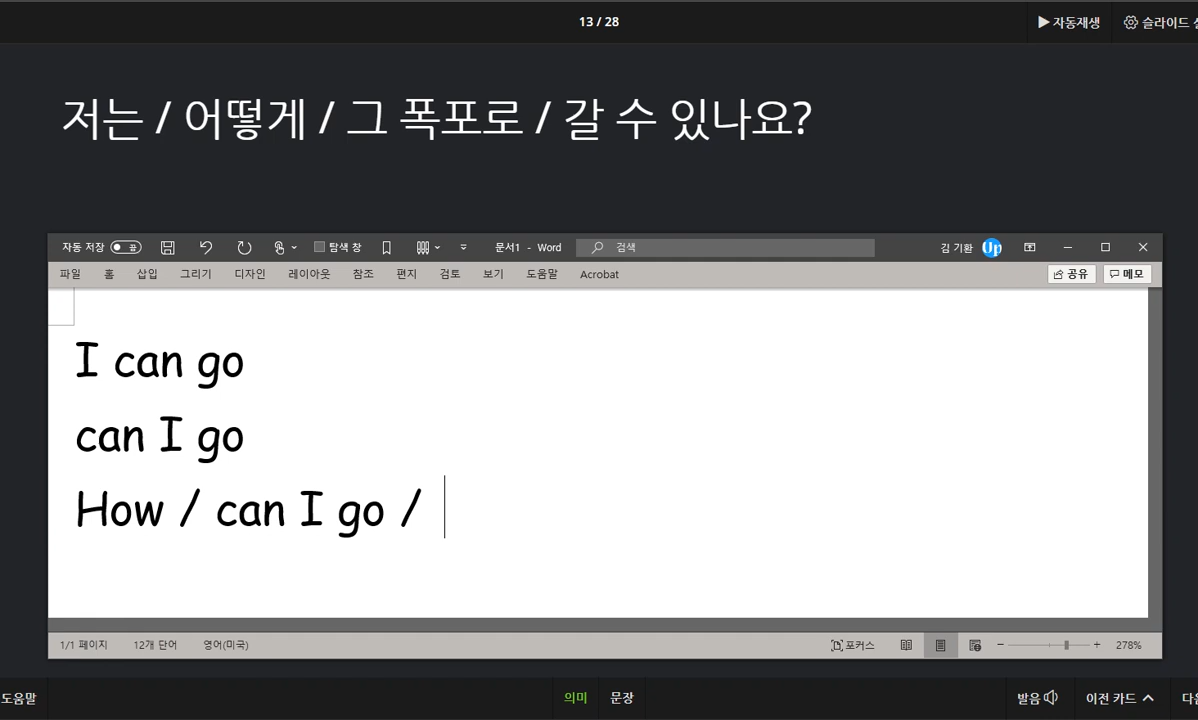 13 / 28
자동재생
슬라이드
저는 / 어떻게 / 그 폭포로 / 갈 수 있나요?
자동 저장 탐색 창 문서1 - Word 검색 김 기환 Up
파일 홈 삽입 그리기 디자인 레이아웃 참조 편지 검토 보기 도움말 Acrobat 공유 메모
I can go
can I go
How / can I go /
1/1 페이지 12개 단어 영어(미국) 포커스 278%
도움말 의미 문장 발음 이전 카드